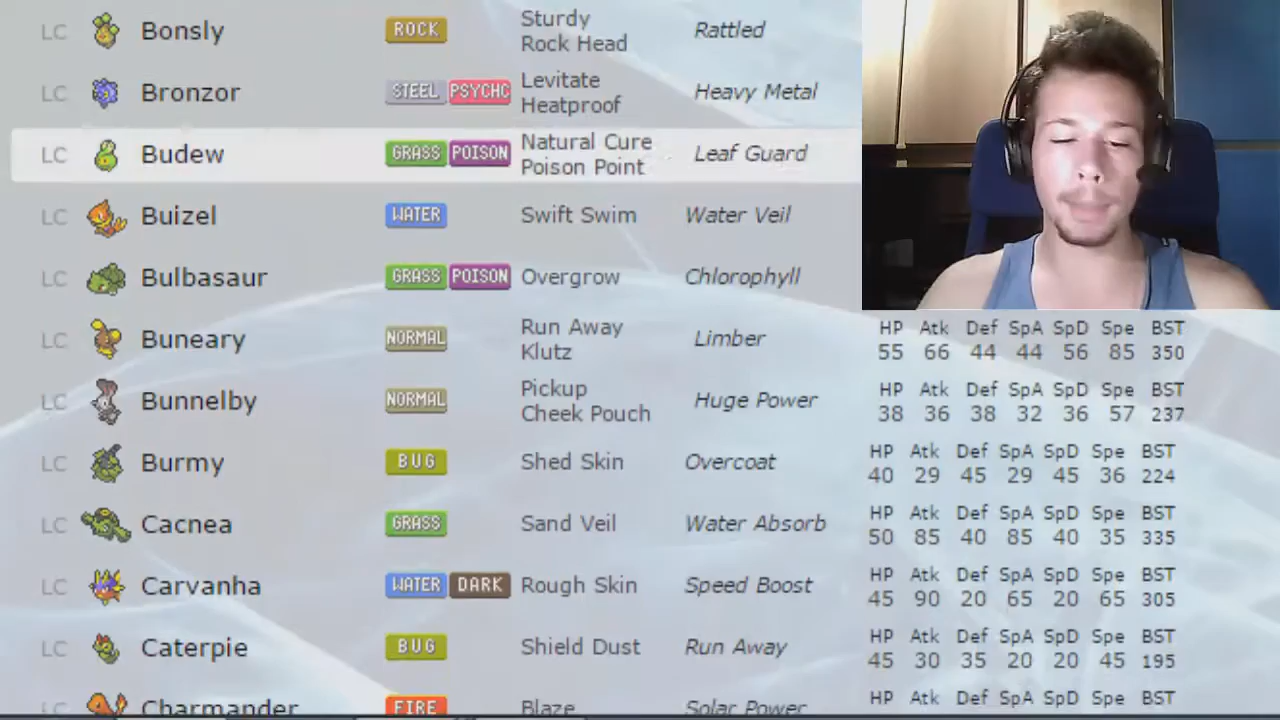 LC Bonsly ROCK Sturdy Rock Head Rattled
LC Bronzor STEEL PSYCHC Levitate Heatproof Heavy Metal
LC Budew GRASS POISON Natural Cure Poison Point Leaf Guard
LC Buizel WATER Swift Swim Water Veil
LC Bulbasaur GRASS POISON Overgrow Chlorophyll
LC Buneary NORMAL Run Away Klutz Limber HP 55 Atk 66 Def 44 SpA 44 SpD 56 Spe 85 BST 350
LC Bunnelby NORMAL Pickup Cheek Pouch Huge Power HP 38 Atk 36 Def 38 SpA 32 SpD 36 Spe 57 BST 237
LC Burmy BUG Shed Skin Overcoat HP 40 Atk 29 Def 45 SpA 29 SpD 45 Spe 36 BST 224
LC Cacnea GRASS Sand Veil Water Absorb HP 50 Atk 85 Def 40 SpA 85 SpD 40 Spe 35 BST 335
LC Carvanha WATER DARK Rough Skin Speed Boost HP 45 Atk 90 Def 20 SpA 65 SpD 20 Spe 65 BST 305
LC Caterpie BUG Shield Dust Run Away HP 45 Atk 30 Def 35 SpA 20 SpD 20 Spe 45 BST 195
LC Charmander FIRE Blaze Solar Power HP Atk Def SpA SpD Spe BST